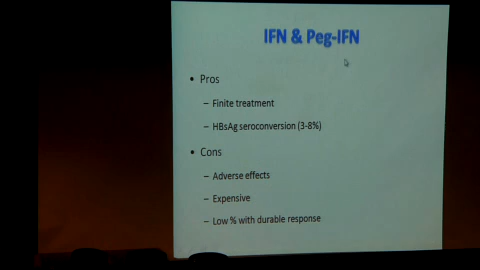 IFN & Peg-IFN
• Pros
– Finite treatment
– HBsAg seroconversion (3-8%)
• Cons
– Adverse effects
– Expensive
– Low % with durable response